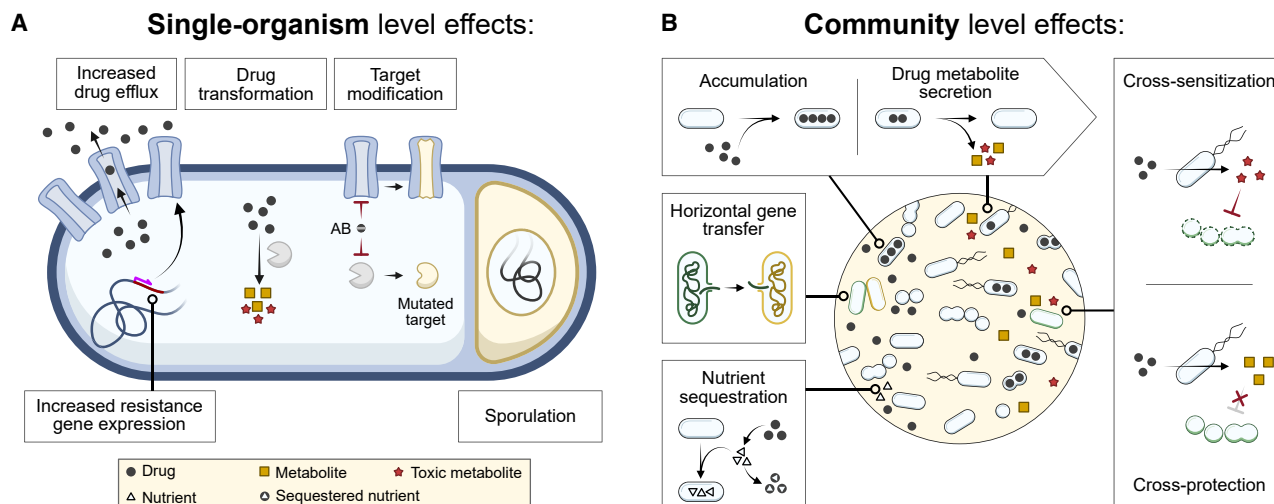 A
Single-organism level effects:
Increased
drug efflux
Drug
transformation
Target
modification
AB
Mutated
target
Increased resistance
gene expression
Sporulation
Drug
Metabolite
Toxic metabolite
Nutrient
Sequestered nutrient
B
Community level effects:
Accumulation
Drug metabolite
secretion
Horizontal gene
transfer
Nutrient
sequestration
Cross-sensitization
Cross-protection